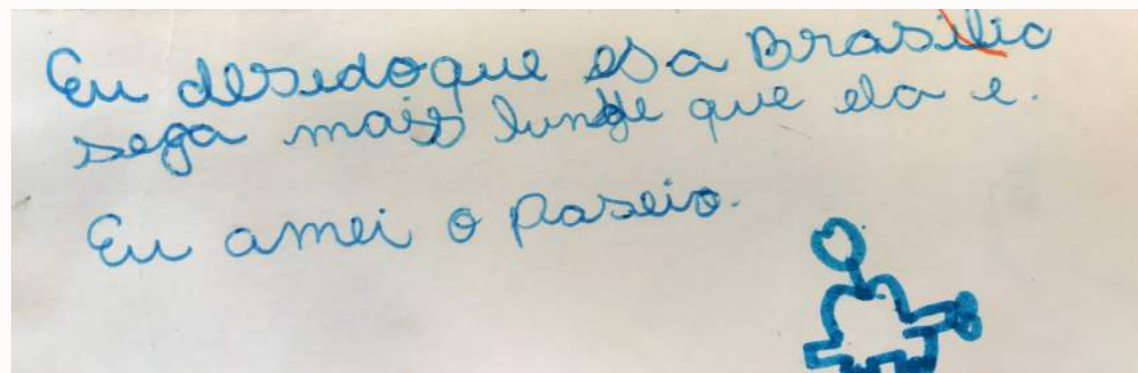 Eu desidoque esa Brasilia
sega mais lunge que ela e.
Eu amei o paseio.